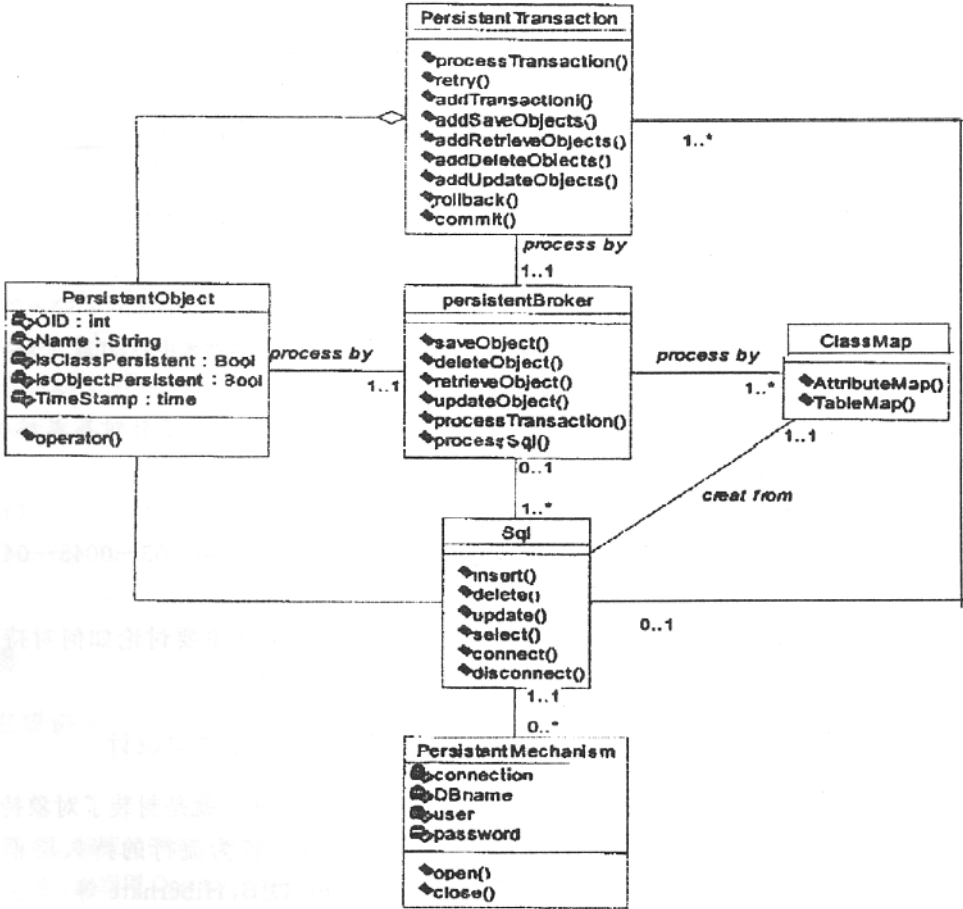 PersistentTransaction
processTransaction()
retry()
addTransactioni()
addSaveObjects()
addRetrieveObjects()
addDeleteObjects()
addUpdateObjects()
rollback()
commit()
1..*
process by
1..1
PersistentObject
OID : int
Name : String
IsClassPersistent : Bool
IsObjectPersistent : Bool
TimeStamp : time
operator()
process by
1..1
persistentBroker
saveObject()
deleteObject()
retrieveObject()
updateObject()
processTransaction()
processSql()
process by
1..*
ClassMap
AttributeMap()
TableMap()
1..1
0..1
1..*
creat from
Sql
insert()
delete()
update()
select()
connect()
disconnect()
0..1
1..1
0..*
PersistentMechanism
connection
DBname
user
password
open()
close()